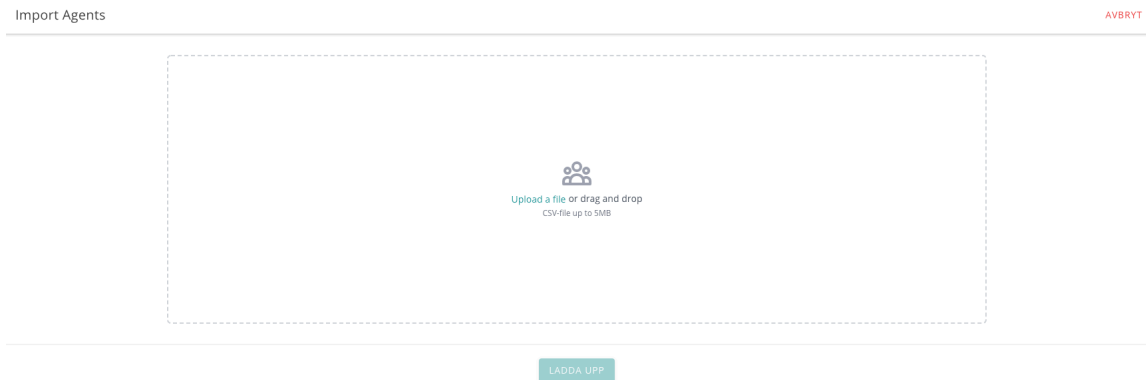 Import Agents
AVBRYT
Upload a file or drag and drop
CSV-file up to 5MB
LADDA UPP